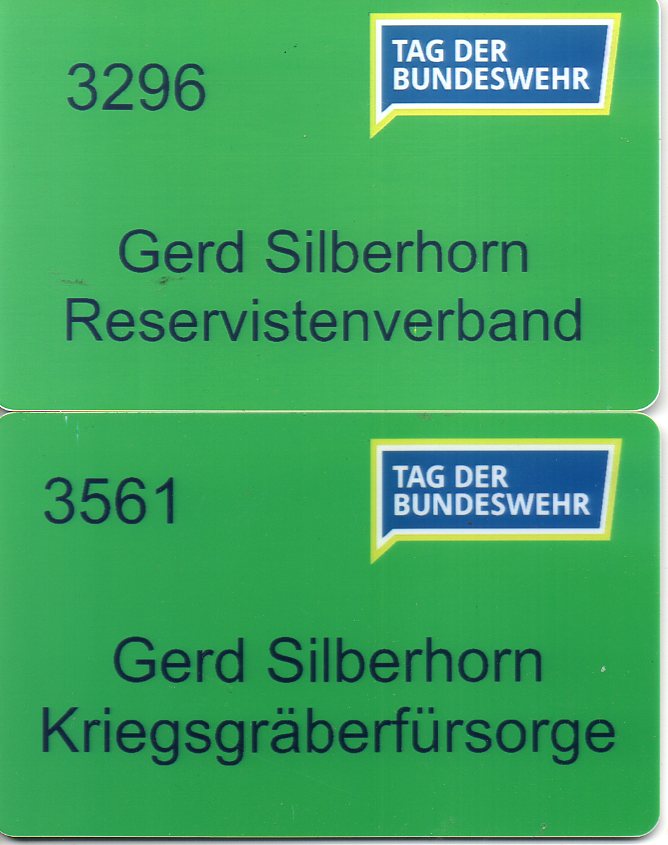 3296
TAG DER
BUNDESWEHR
Gerd Silberhorn
Reservistenverband
3561
TAG DER
BUNDESWEHR
Gerd Silberhorn
Kriegsgräberfürsorge